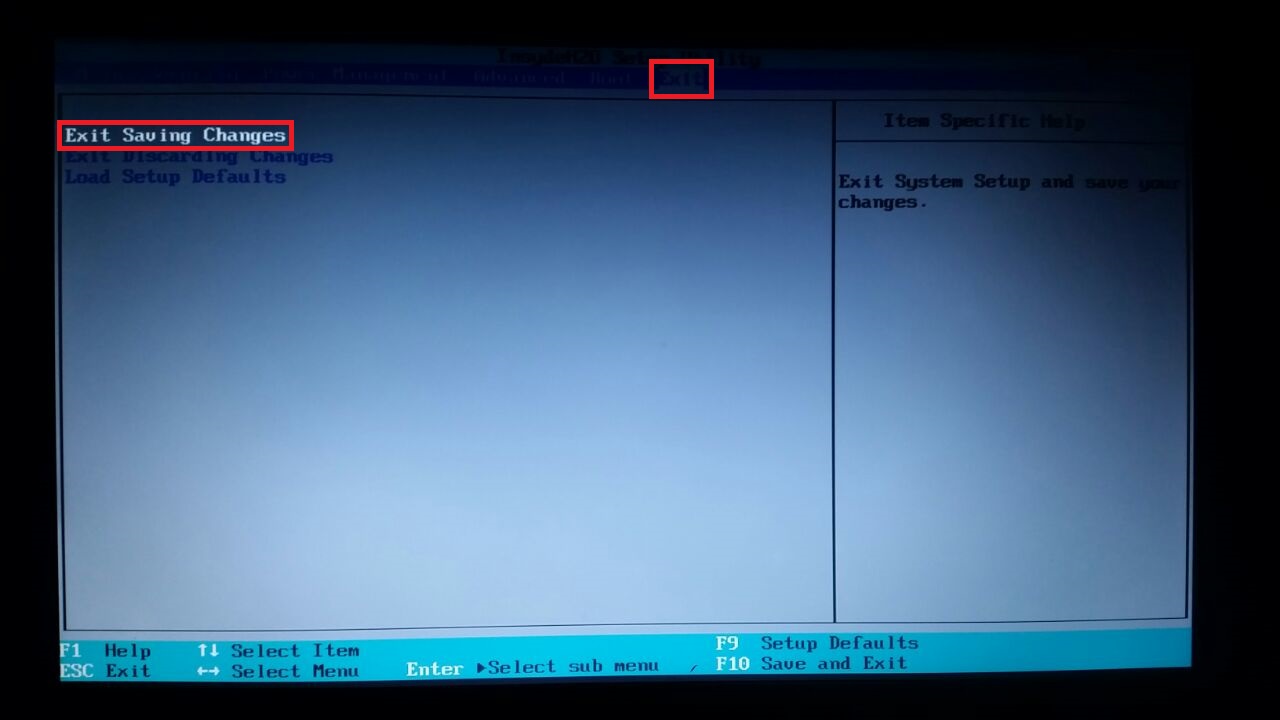 InsydeH2O Setup Utility
Power Management Advanced Boot Exit
Item Specific Help
Exit Saving Changes
Exit Discarding Changes
Load Setup Defaults
Exit System Setup and save your
changes.
F1 Help ↑↓ Select Item F9 Setup Defaults
ESC Exit ←→ Select Menu Enter ▶Select sub menu / F10 Save and Exit